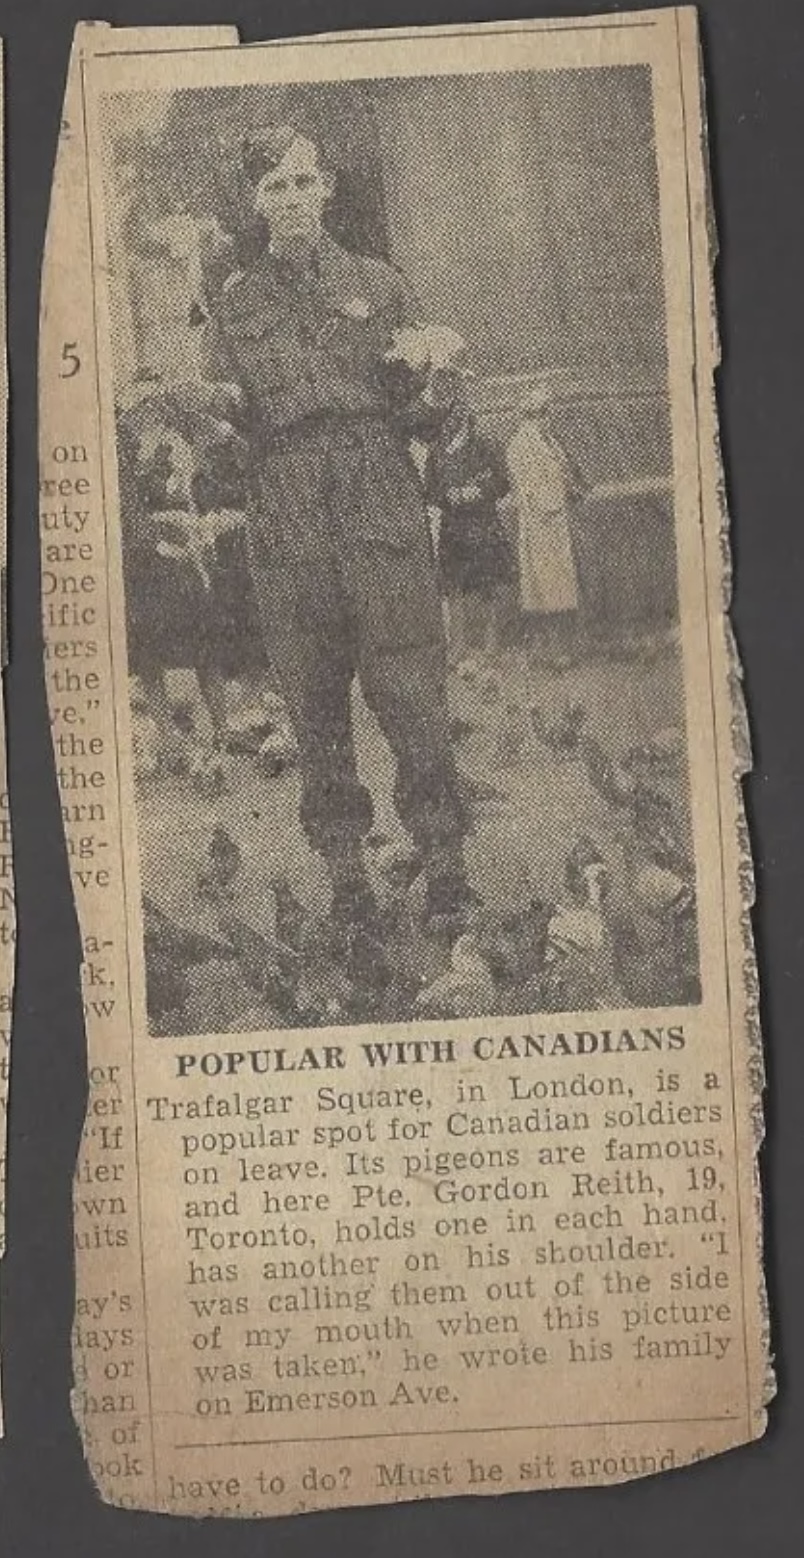 5
on
ree
uty
are
One
ific
iers
the
ve,"
the
the
arn
ng-
ve
a-
k,
ow
or
er
"If
ier
own
uits
ay's
days
or
han
of
ook
to
POPULAR WITH CANADIANS
Trafalgar Square, in London, is a
popular spot for Canadian soldiers
on leave. Its pigeons are famous,
and here Pte. Gordon Reith, 19,
Toronto, holds one in each hand,
has another on his shoulder. "I
was calling them out of the side
of my mouth when this picture
was taken," he wrote his family
on Emerson Ave.
have to do? Must he sit around